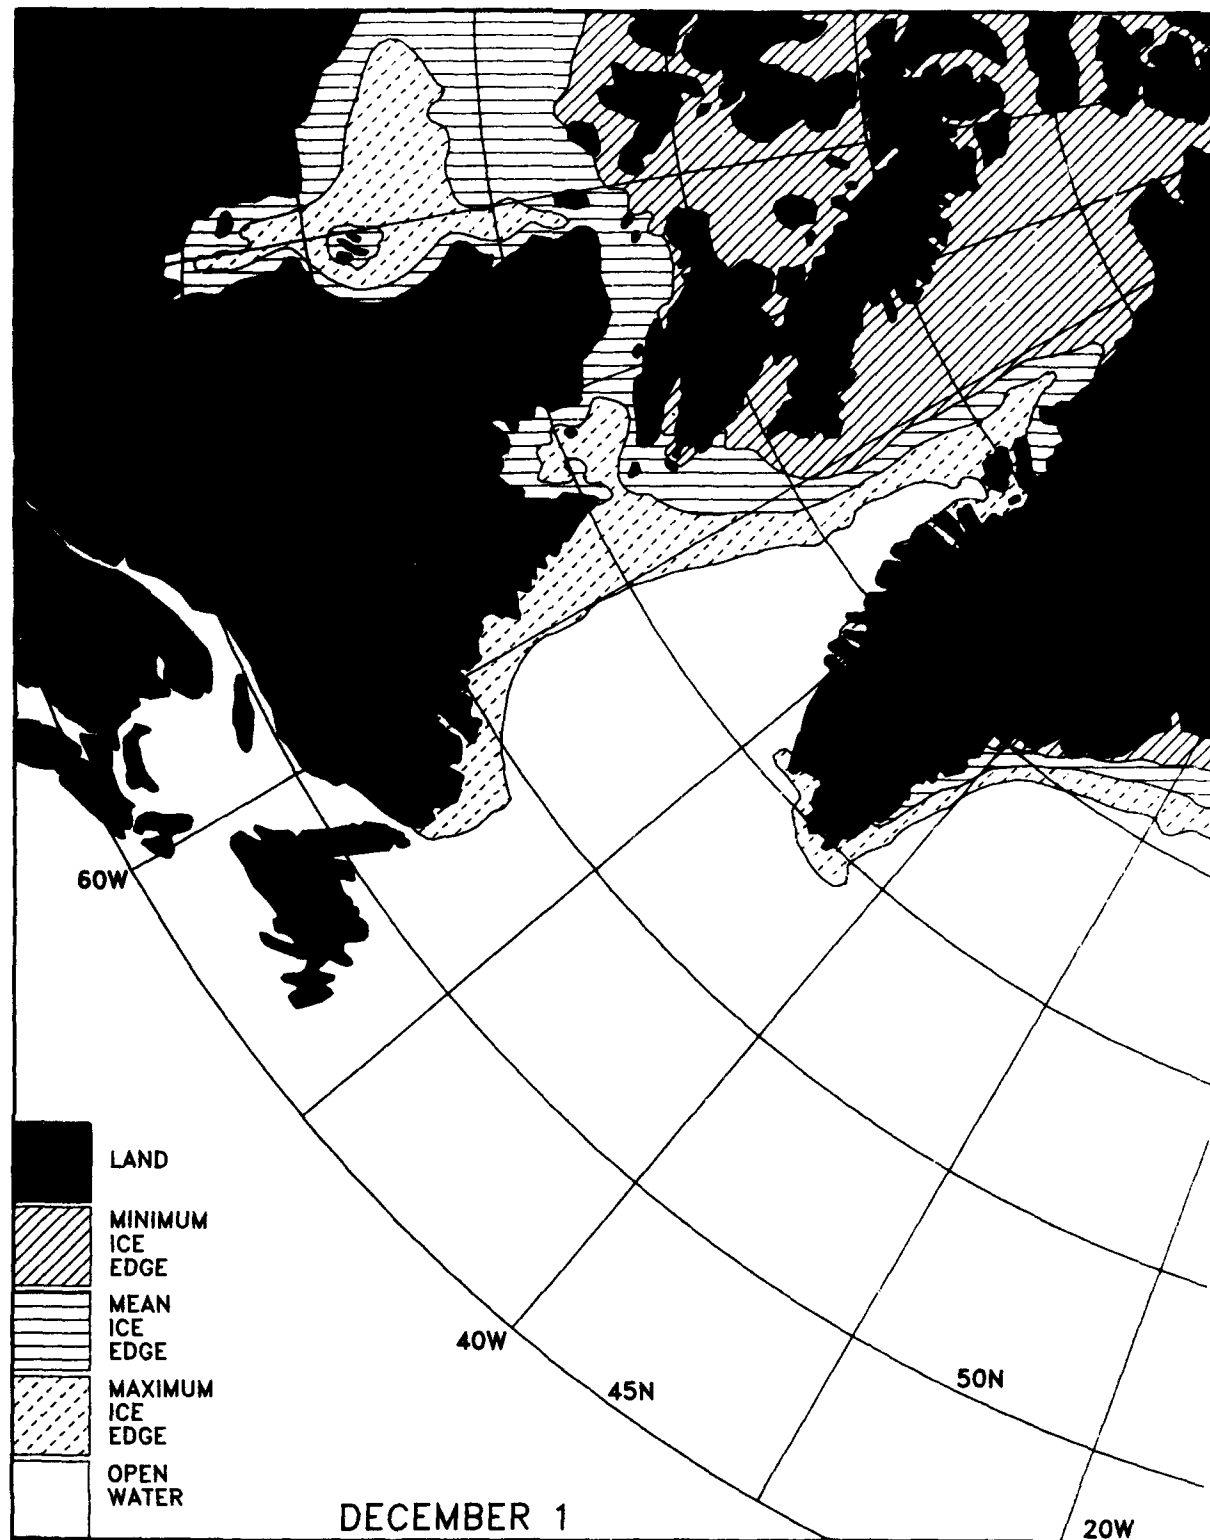 60W
LAND
MINIMUM
ICE
EDGE
MEAN
ICE
EDGE
MAXIMUM
ICE
EDGE
OPEN
WATER
40W
45N
50N
20W
DECEMBER 1